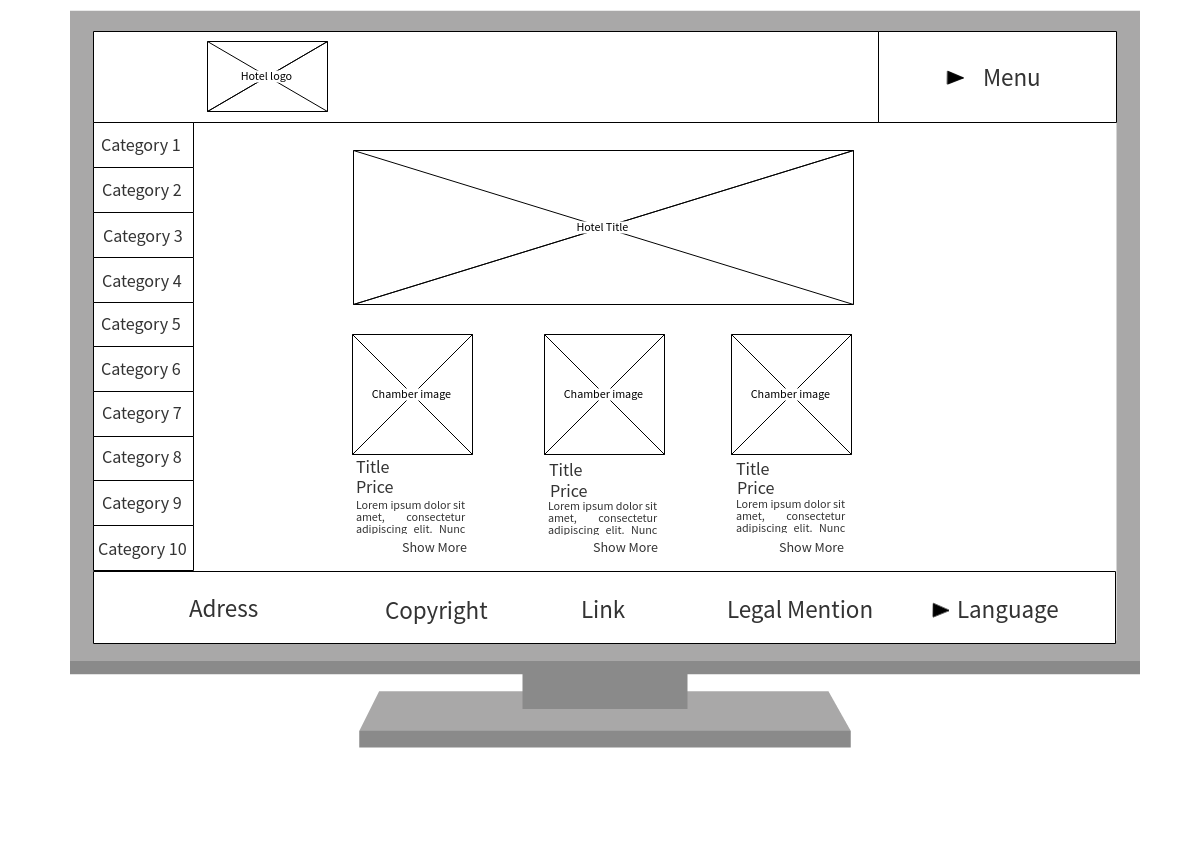 Hotel logo
Menu
Category 1
Category 2
Category 3
Category 4
Category 5
Category 6
Category 7
Category 8
Category 9
Category 10
Hotel Title
Chamber image
Title
Price
Lorem ipsum dolor sit
amet, consectetur
adipiscing elit. Nunc
Show More
Chamber image
Title
Price
Lorem ipsum dolor sit
amet, consectetur
adipiscing elit. Nunc
Show More
Chamber image
Title
Price
Lorem ipsum dolor sit
amet, consectetur
adipiscing elit. Nunc
Show More
Adress
Copyright
Link
Legal Mention
Language